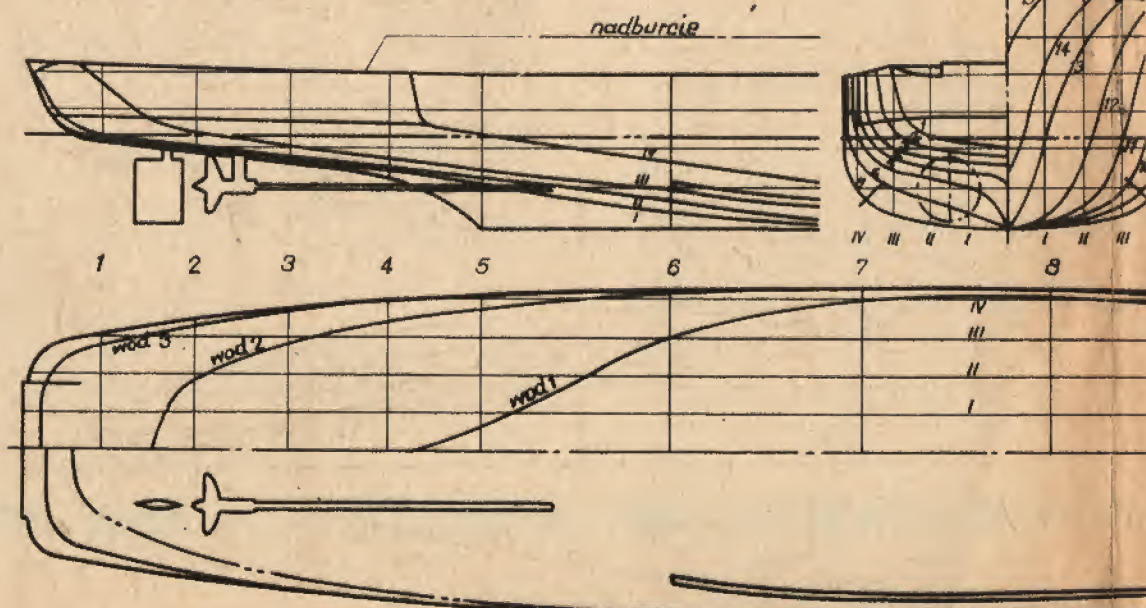 nadburcie
14
13
12
11
IV
III
II
I
IV III II I I II III
1 2 3 4 5 6 7 8
wod 3
wod 2
wod 1
IV
III
II
I